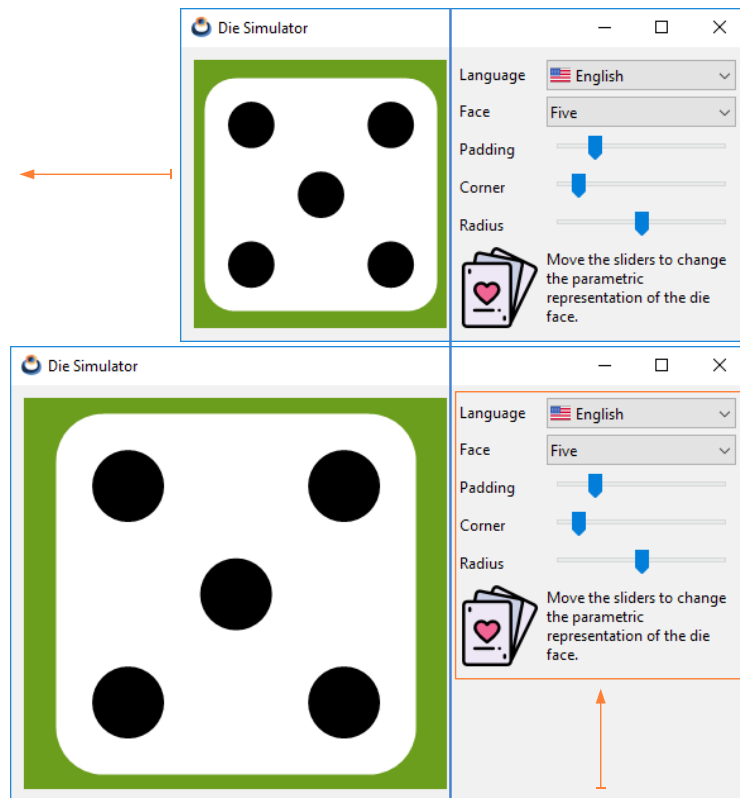 Die Simulator
Language
English
Face
Five
Padding
Corner
Radius
Move the sliders to change
the parametric
representation of the die
face.
Die Simulator
Language
English
Face
Five
Padding
Corner
Radius
Move the sliders to change
the parametric
representation of the die
face.